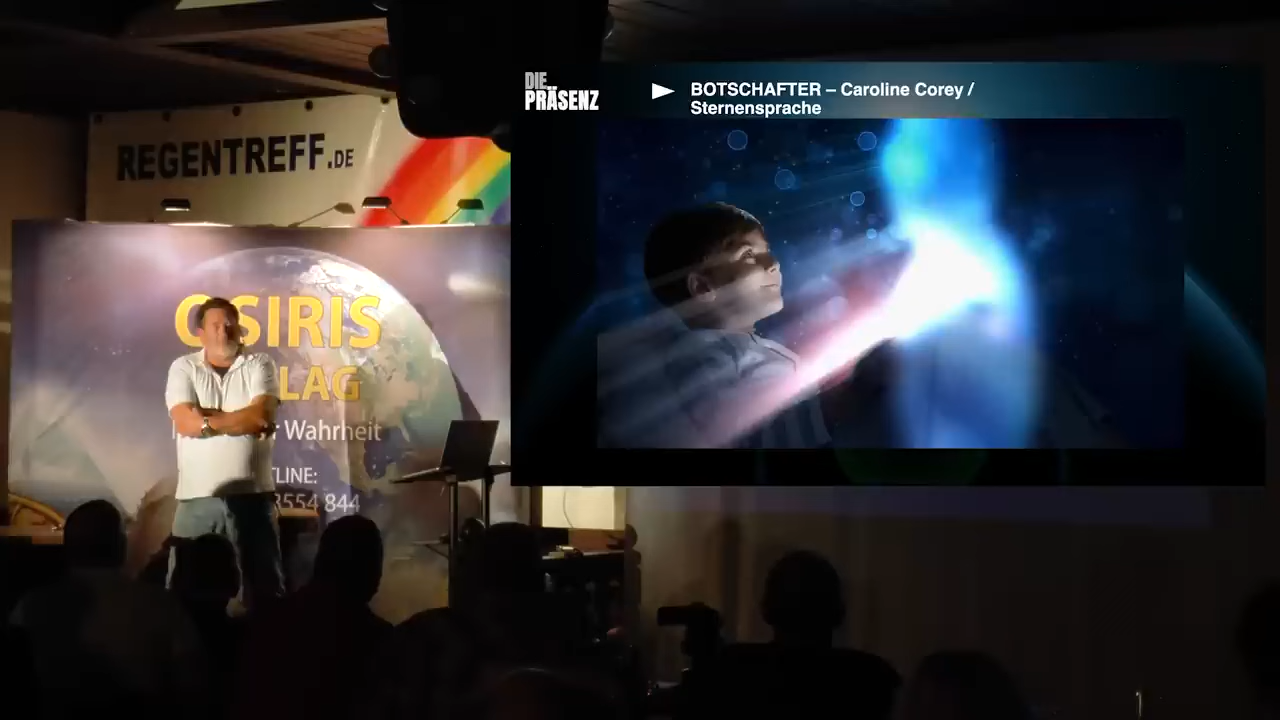 DIE
PRÄSENZ
BOTSCHAFTER – Caroline Corey /
Sternensprache
REGENTREFF.DE
OSIRIS
LAG
r Wahrheit
TLINE:
3554 844